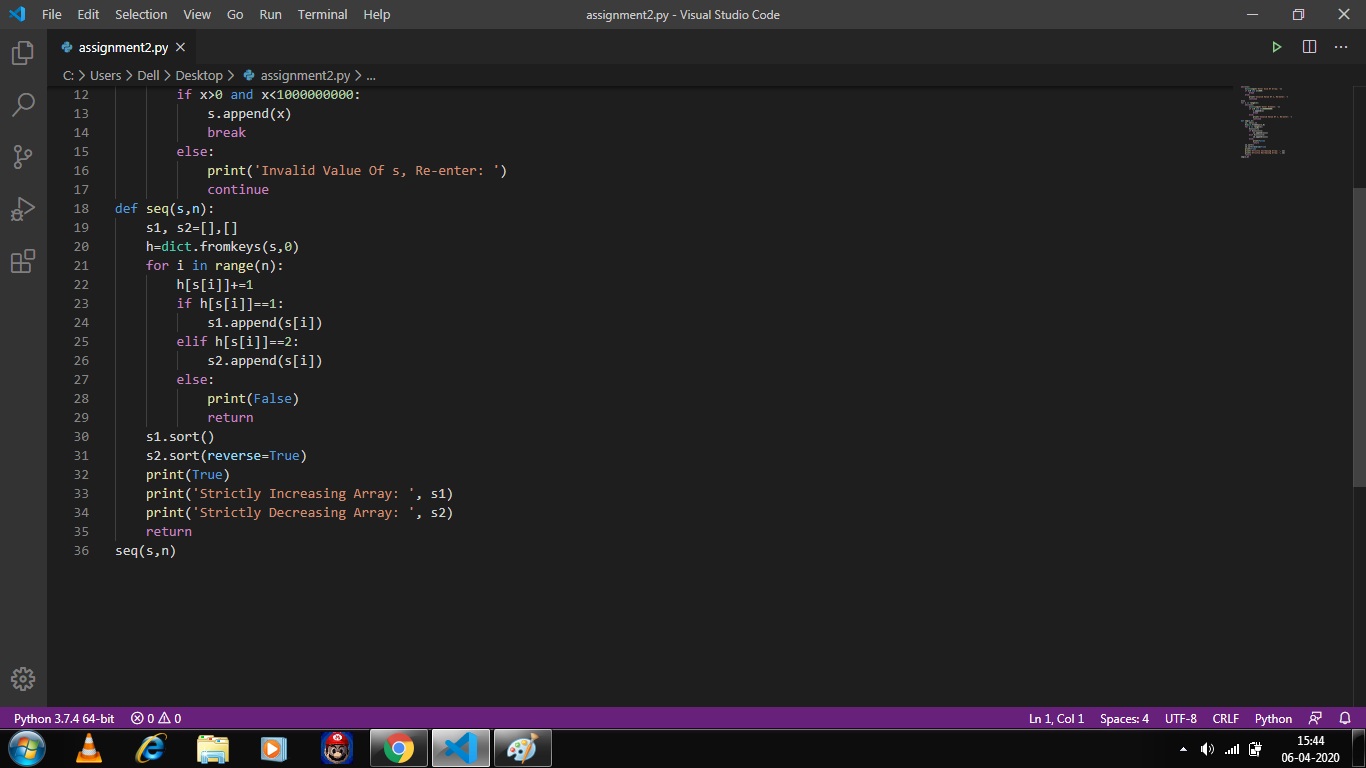 File Edit Selection View Go Run Terminal Help assignment2.py - Visual Studio Code
assignment2.py
C: > Users > Dell > Desktop > assignment2.py > ...
12 if x>0 and x<1000000000:
13 s.append(x)
14 break
15 else:
16 print('Invalid Value Of s, Re-enter: ')
17 continue
18 def seq(s,n):
19 s1, s2=[],[]
20 h=dict.fromkeys(s,0)
21 for i in range(n):
22 h[s[i]]+=1
23 if h[s[i]]==1:
24 s1.append(s[i])
25 elif h[s[i]]==2:
26 s2.append(s[i])
27 else:
28 print(False)
29 return
30 s1.sort()
31 s2.sort(reverse=True)
32 print(True)
33 print('Strictly Increasing Array: ', s1)
34 print('Strictly Decreasing Array: ', s2)
35 return
36 seq(s,n)
Python 3.7.4 64-bit 0 0 Ln 1, Col 1 Spaces: 4 UTF-8 CRLF Python
15:44
06-04-2020